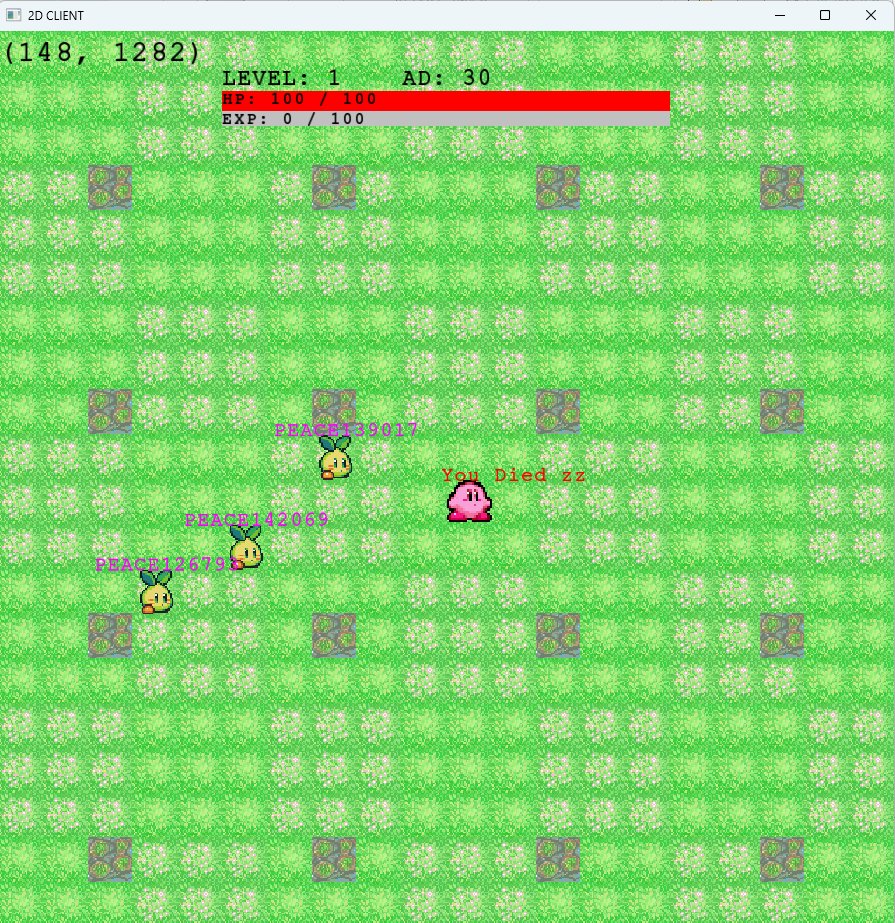 2D CLIENT
(148, 1282)
LEVEL: 1 AD: 30
HP: 100 / 100
EXP: 0 / 100
PEACE139017
You Died zz
PEACE142069
PEACE126793